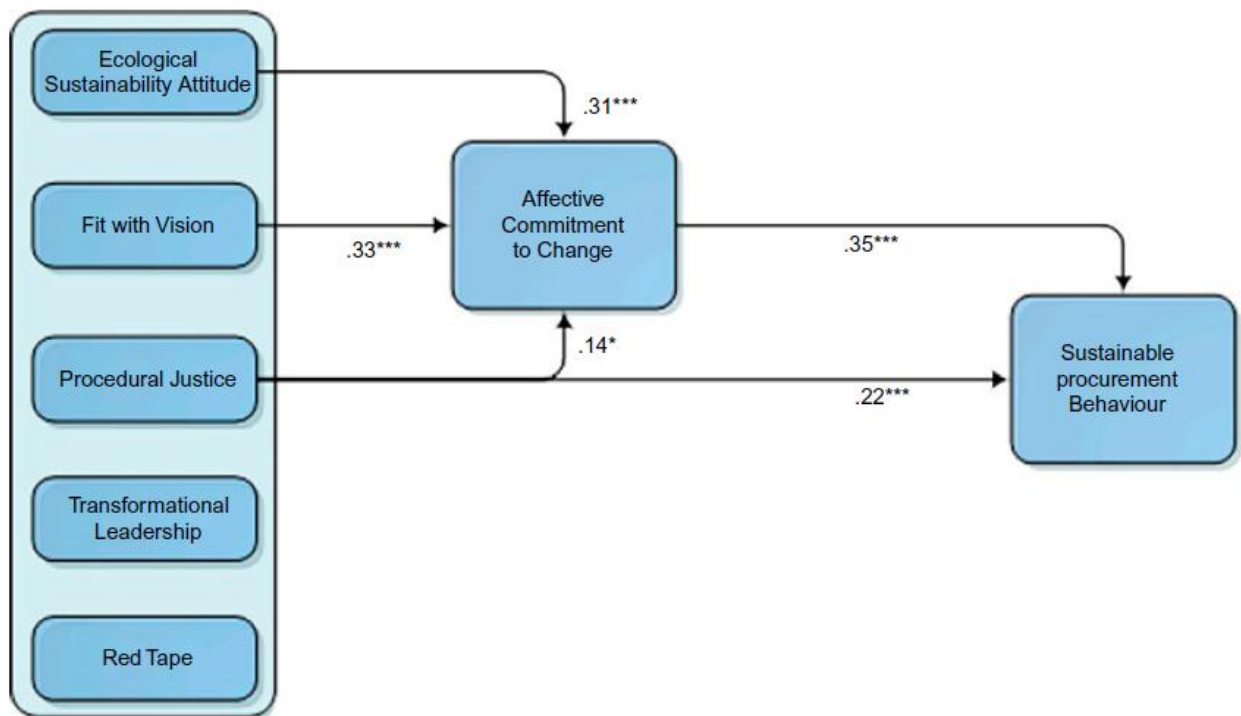 Ecological
Sustainability Attitude
.31***
Affective
Commitment
to Change
Fit with Vision
.33***
.35***
Procedural Justice
.14*
.22***
Sustainable
procurement
Behaviour
Transformational
Leadership
Red Tape